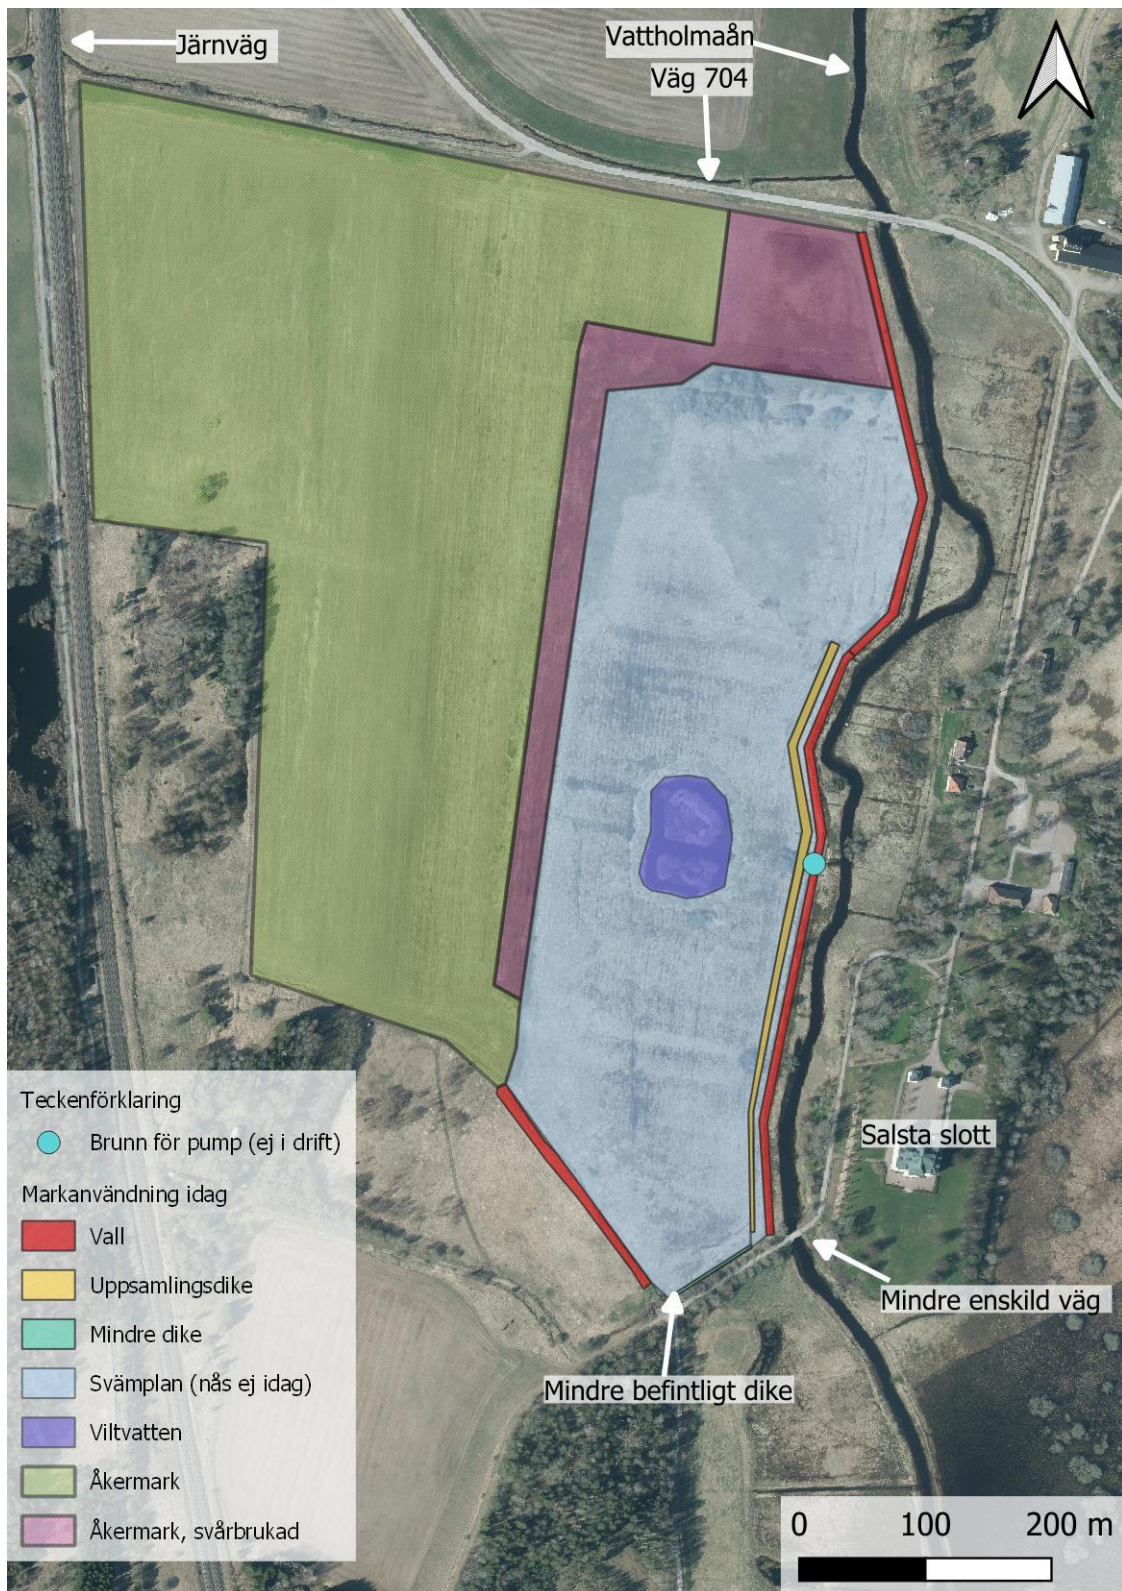 Järnväg
Vattholmaån
Väg 704
Salsta slott
Mindre enskild väg
Mindre befintligt dike
Teckenförklaring
Brunn för pump (ej i drift)
Markanvändning idag
Vall
Uppsamlingsdike
Mindre dike
Svämplan (nås ej idag)
Viltvatten
Åkermark
Åkermark, svårbrukad
0 100 200 m